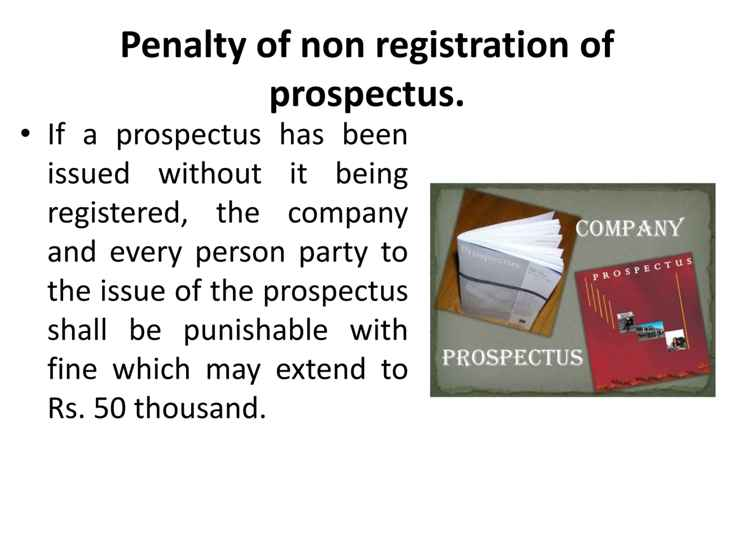 Penalty of non registration of
prospectus.
• If a prospectus has been
issued without it being
registered, the company
and every person party to
the issue of the prospectus
shall be punishable with
fine which may extend to
Rs. 50 thousand.
COMPANY
PROSPECTUS
PROSPECTUS